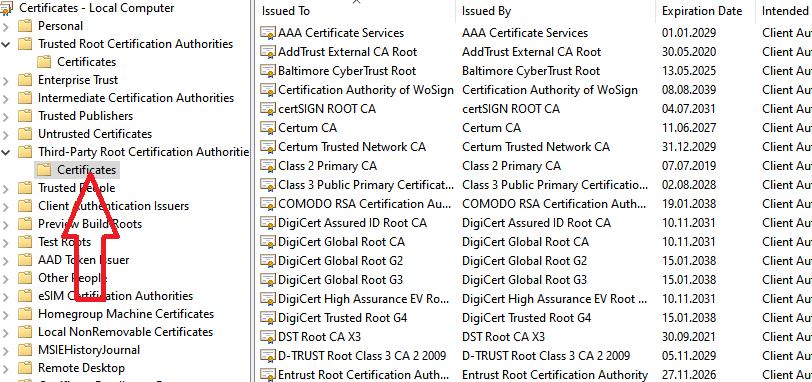 Certificates - Local Computer
Personal
Trusted Root Certification Authorities
Certificates
Enterprise Trust
Intermediate Certification Authorities
Trusted Publishers
Untrusted Certificates
Third-Party Root Certification Authoritie
Certificates
Trusted People
Client Authentication Issuers
Preview Build Roots
Test Roots
AAD Token Issuer
Other People
eSIM Certification Authorities
Homegroup Machine Certificates
Local NonRemovable Certificates
MSIEHistoryJournal
Remote Desktop
Issued To Issued By Expiration Date Intended
AAA Certificate Services AAA Certificate Services 01.01.2029 Client Au
AddTrust External CA Root AddTrust External CA Root 30.05.2020 Client Au
Baltimore CyberTrust Root Baltimore CyberTrust Root 13.05.2025 Client Au
Certification Authority of WoSign Certification Authority of WoSign 08.08.2039 Client Au
certSIGN ROOT CA certSIGN ROOT CA 04.07.2031 Client Au
Certum CA Certum CA 11.06.2027 Client Au
Certum Trusted Network CA Certum Trusted Network CA 31.12.2029 Client Au
Class 2 Primary CA Class 2 Primary CA 07.07.2019 Client Au
Class 3 Public Primary Certificat... Class 3 Public Primary Certificatio... 02.08.2028 Client Au
COMODO RSA Certification Au... COMODO RSA Certification Auth... 19.01.2038 Client Au
DigiCert Assured ID Root CA DigiCert Assured ID Root CA 10.11.2031 Client Au
DigiCert Global Root CA DigiCert Global Root CA 10.11.2031 Client Au
DigiCert Global Root G2 DigiCert Global Root G2 15.01.2038 Client Au
DigiCert Global Root G3 DigiCert Global Root G3 15.01.2038 Client Au
DigiCert High Assurance EV Ro... DigiCert High Assurance EV Root ... 10.11.2031 Client Au
DigiCert Trusted Root G4 DigiCert Trusted Root G4 15.01.2038 Client Au
DST Root CA X3 DST Root CA X3 30.09.2021 Client Au
D-TRUST Root Class 3 CA 2 2009 D-TRUST Root Class 3 CA 2 2009 05.11.2029 Client Au
Entrust Root Certification Auth... Entrust Root Certification Authority 27.11.2026 Client Au